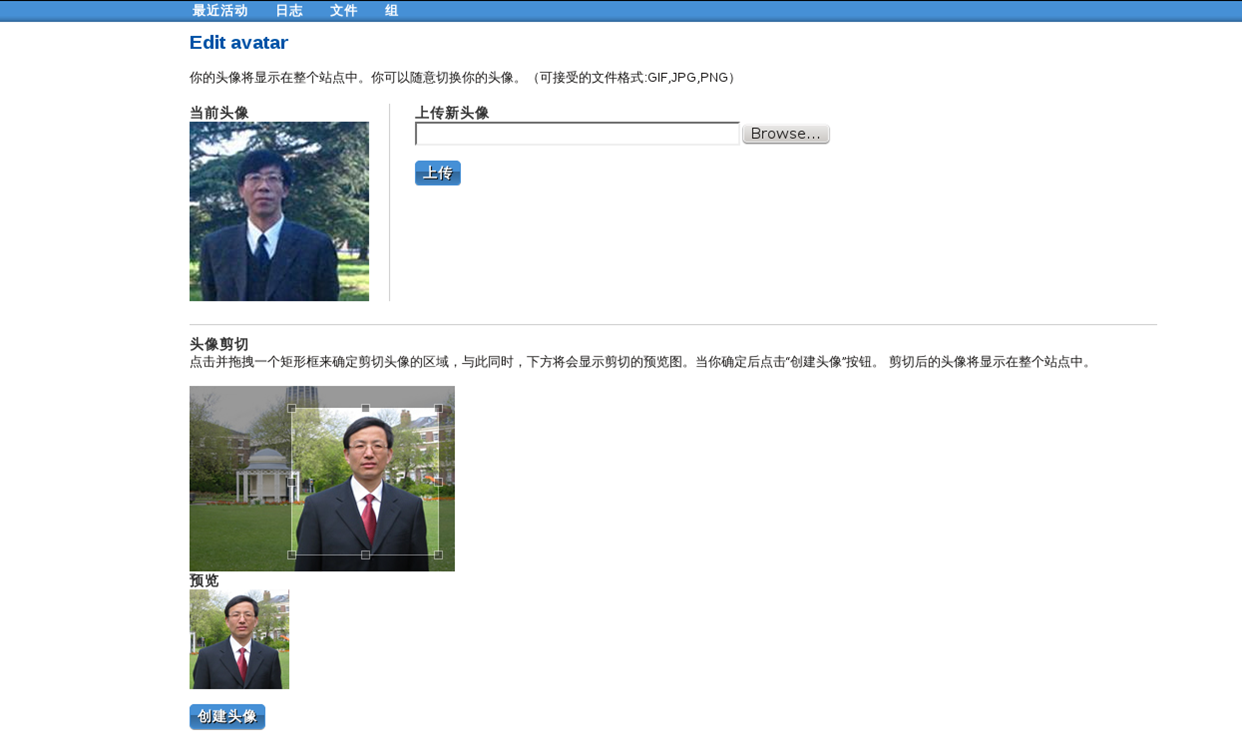 最近活动 日志 文件 组
Edit avatar
你的头像将显示在整个站点中。你可以随意切换你的头像。（可接受的文件格式:GIF,JPG,PNG）
当前头像
上传新头像
Browse...
上传
头像剪切
点击并拖拽一个矩形框来确定剪切头像的区域，与此同时，下方将会显示剪切的预览图。当你确定后点击“创建头像”按钮。 剪切后的头像将显示在整个站点中。
预览
创建头像